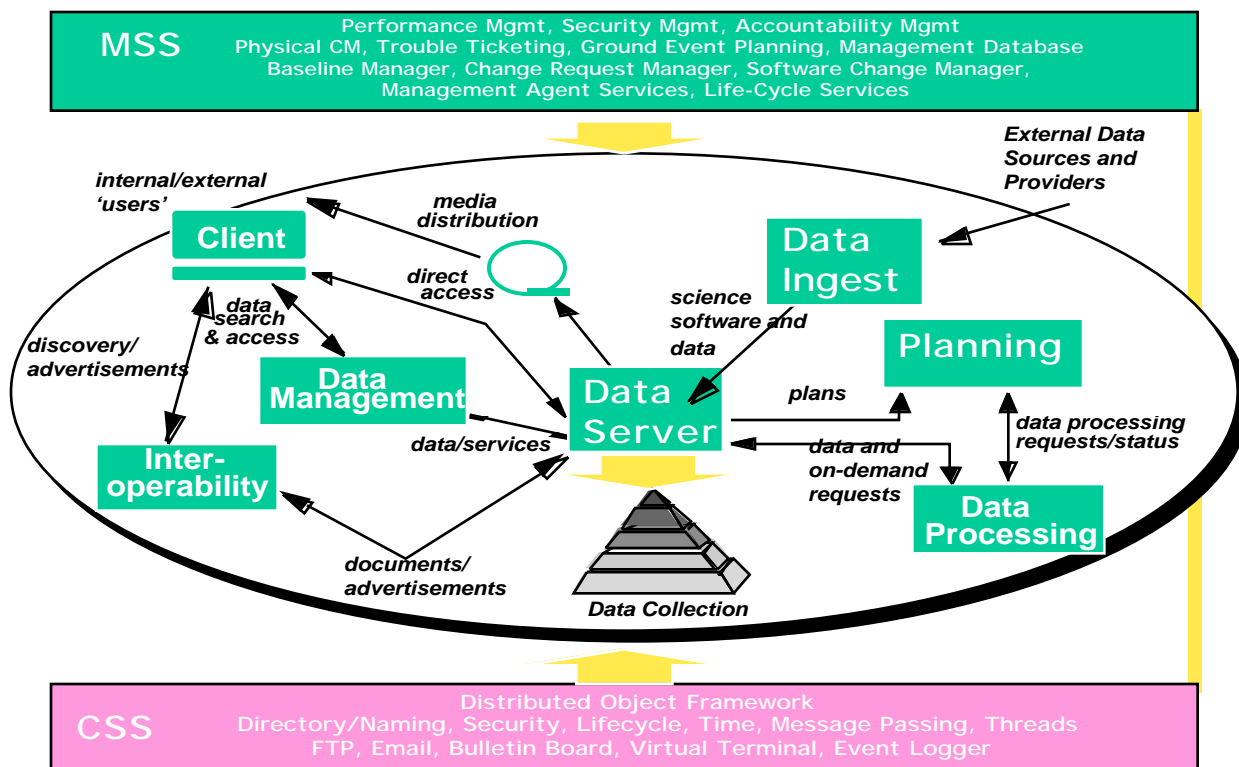 MSS
Performance Mgmt, Security Mgmt, Accountability Mgmt
Physical CM, Trouble Ticketing, Ground Event Planning, Management Database
Baseline Manager, Change Request Manager, Software Change Manager,
Management Agent Services, Life-Cycle Services
External Data
Sources and
Providers
internal/external
‘users’
Client
media
distribution
Data
Ingest
direct
access
data
search
& access
science
software and
data
discovery/
advertisements
Planning
Data
Management
Data
Server
plans
data/services
data processing
requests/status
data and
on-demand
requests
Inter-
operability
Data
Processing
documents/
advertisements
Data Collection
CSS
Distributed Object Framework
Directory/Naming, Security, Lifecycle, Time, Message Passing, Threads
FTP, Email, Bulletin Board, Virtual Terminal, Event Logger